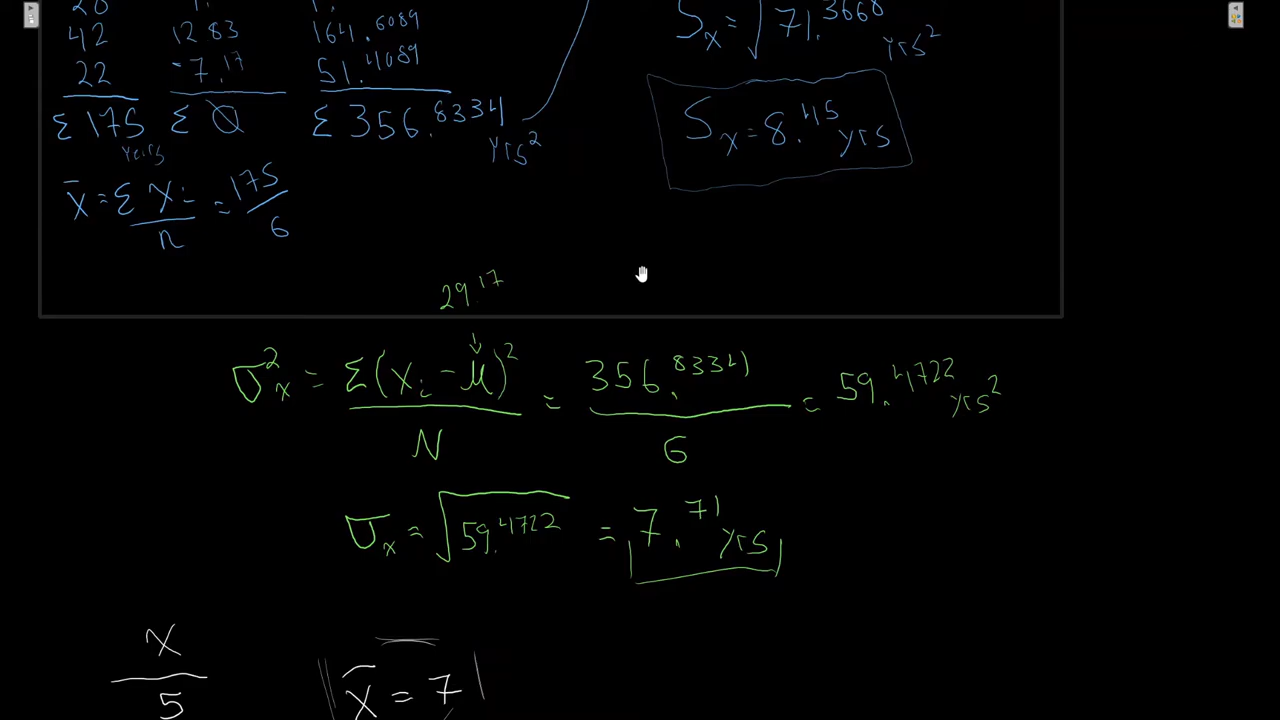 42 12.83 164.6089
22 -7.17 51.4089
Σ 175 Σ 0 Σ 356.8334
Years yrs²
x̄ = Σ Xi / n = 175 / 6
Sx = √71.3668 yrs²
Sx = 8.45 yrs
29.17
σ²x = Σ(Xi - μ)² / N = 356.8334 / 6 = 59.4722 yrs²
σx = √59.4722 = 7.71 yrs
x
5
x̄ = 7